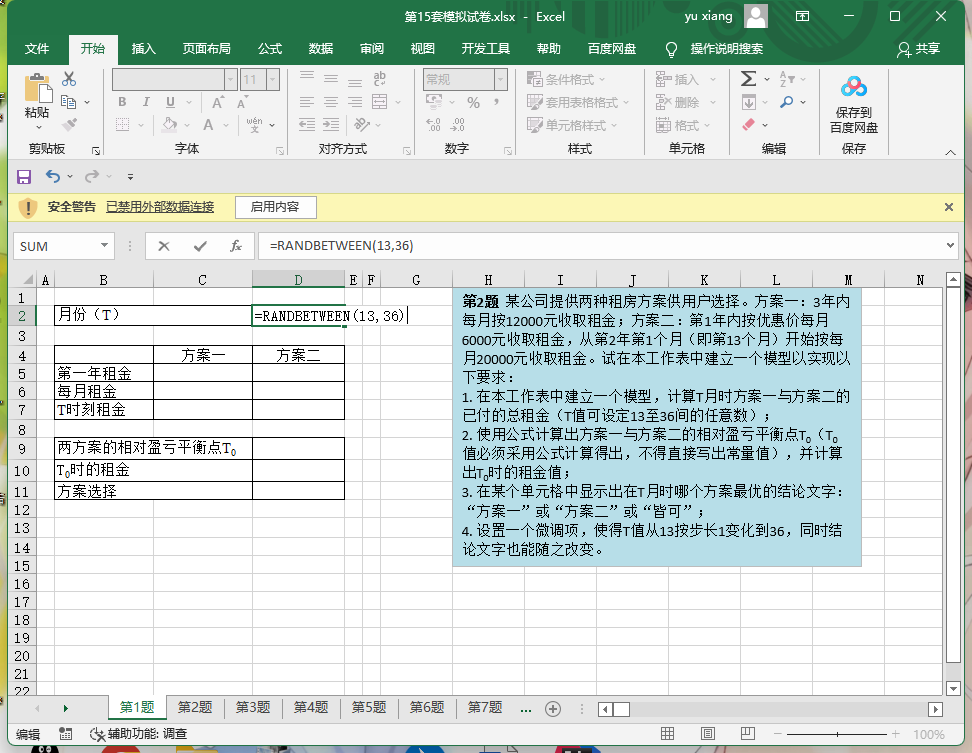 第15套模拟试卷.xlsx - Excel
yu xiang
文件 开始 插入 页面布局 公式 数据 审阅 视图 开发工具 帮助 百度网盘 操作说明搜索 共享
11 常规 条件格式 插入
B I U A A 套用表格格式 删除
粘贴 保存到
百度网盘
A wén 文 单元格样式 格式
剪贴板 字体 对齐方式 数字 样式 单元格 编辑 保存
安全警告 已禁用外部数据连接 启用内容
SUM =RANDBETWEEN(13,36)
A B C D E F G H I J K L M N
1
2 月份（T） =RANDBETWEEN(13,36)
3
4 方案一 方案二
5 第一年租金
6 每月租金
7 T时刻租金
8
9 两方案的相对盈亏平衡点T0
10 T0时的租金
11 方案选择
12
13
14
15
16
17
18
19
20
21
22
第2题 某公司提供两种租房方案供用户选择。方案一：3年内
每月按12000元收取租金；方案二：第1年内按优惠价每月
6000元收取租金，从第2年第1个月（即第13个月）开始按每
月20000元收取租金。试在本工作表中建立一个模型以实现以
下要求：
1. 在本工作表中建立一个模型，计算T月时方案一与方案二的
已付的总租金（T值可设定13至36间的任意数）；
2. 使用公式计算出方案一与方案二的相对盈亏平衡点T0（T0
值必须采用公式计算得出，不得直接写出常量值），并计算
出T0时的租金值；
3. 在某个单元格中显示出在T月时哪个方案最优的结论文字：
“方案一”或“方案二”或“皆可”；
4. 设置一个微调项，使得T值从13按步长1变化到36，同时结
论文字也能随之改变。
第1题 第2题 第3题 第4题 第5题 第6题 第7题 ...
编辑 辅助功能: 调查 100%